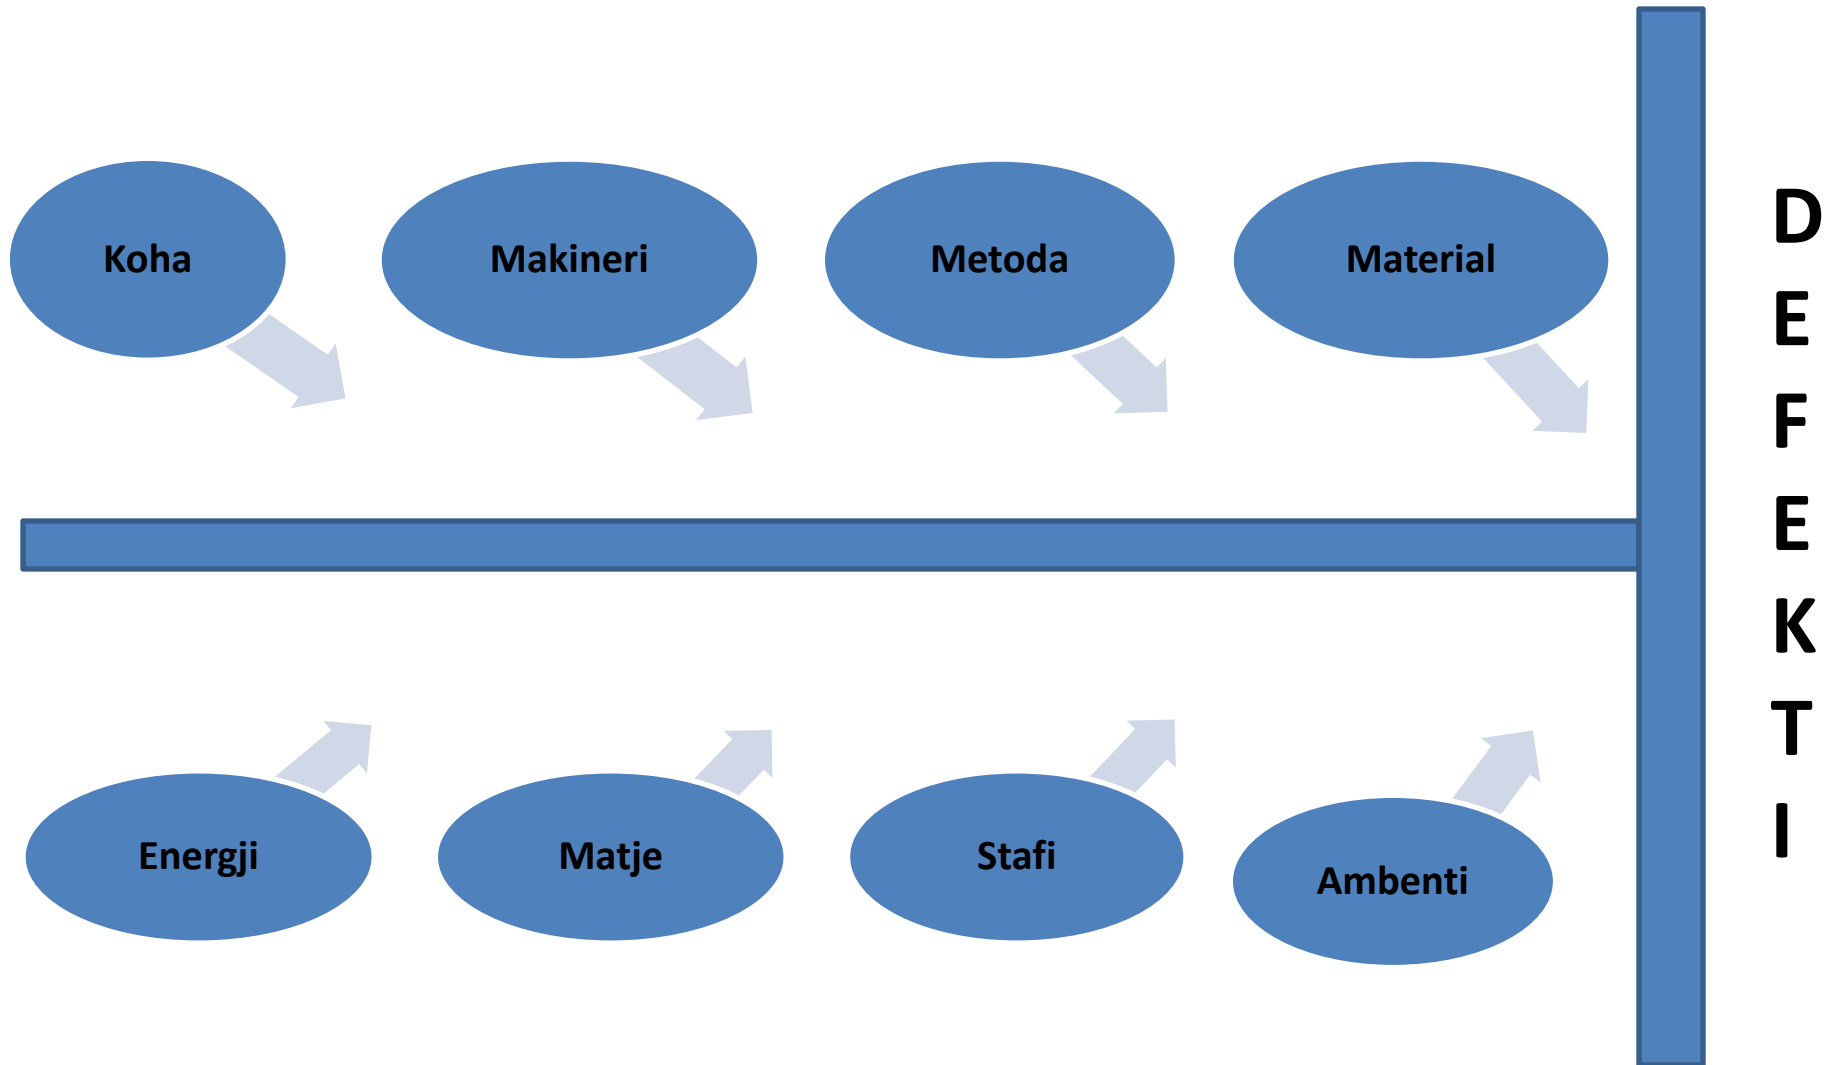 Koha
Makineri
Metoda
Material
Energji
Matje
Stafi
Ambenti
D
E
F
E
K
T
I